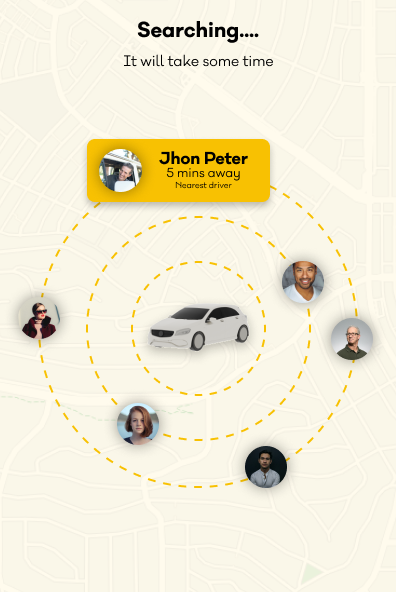 Searching....
It will take some time
Jhon Peter
5 mins away
Nearest driver